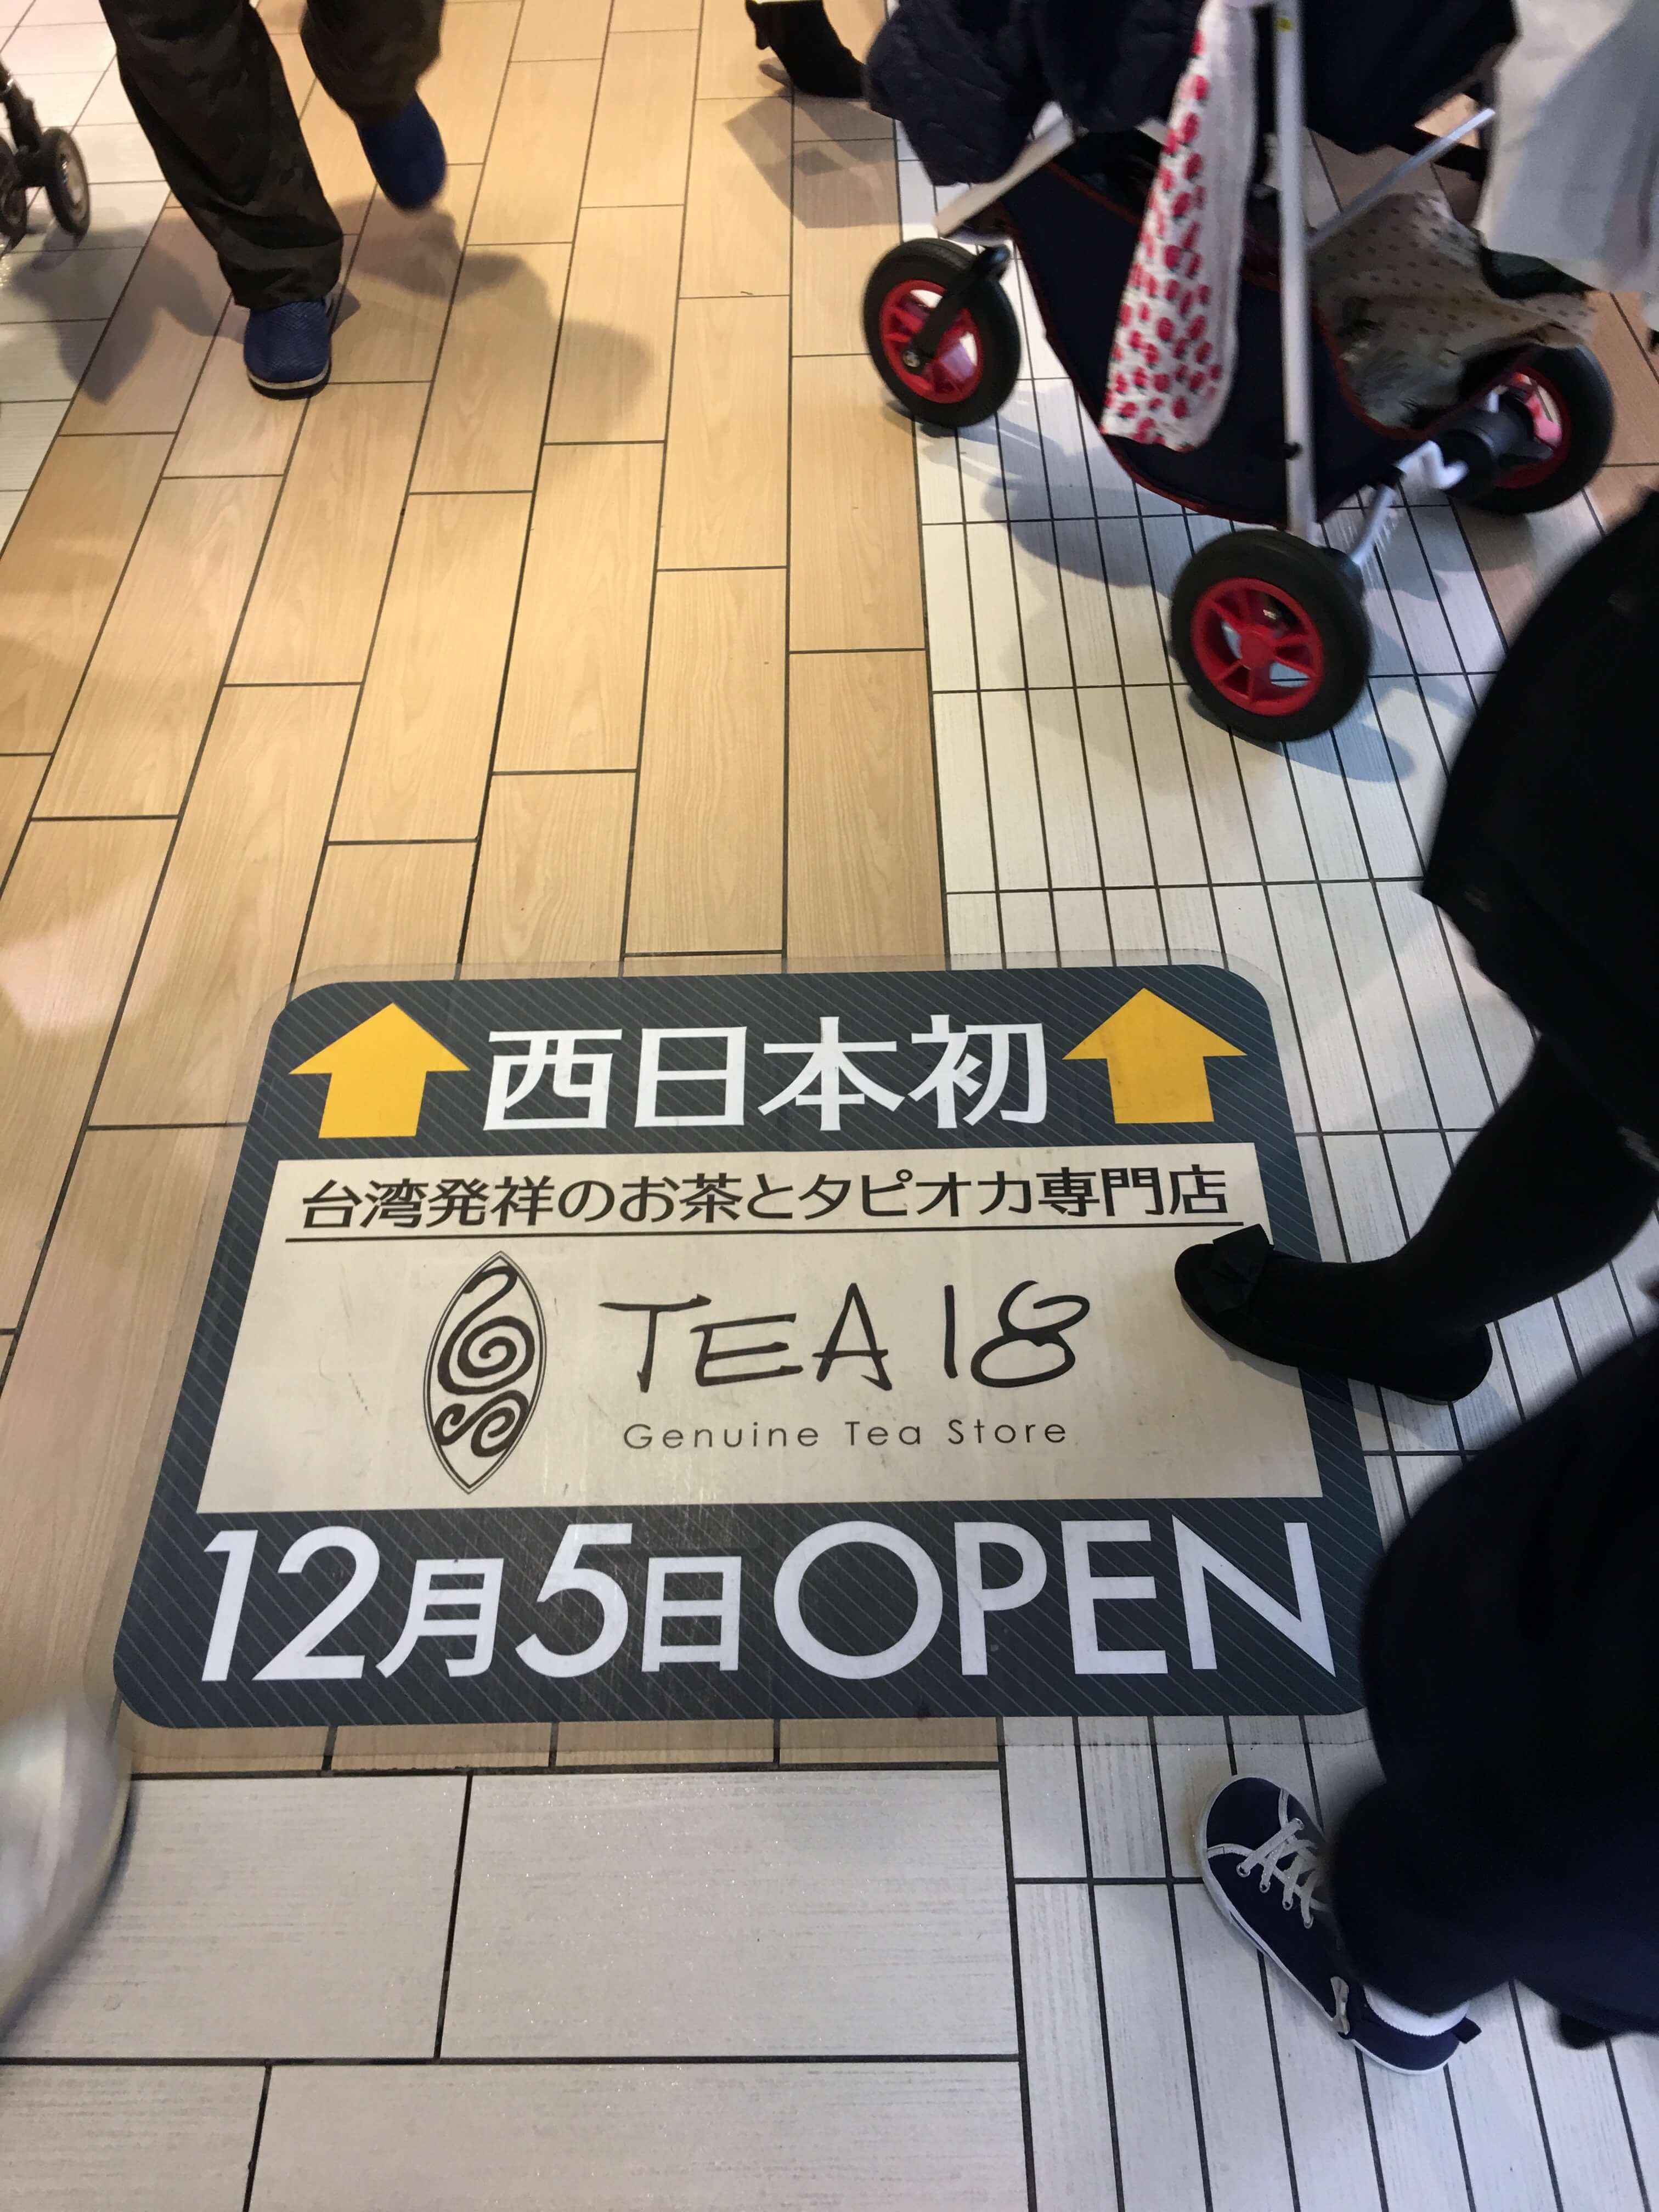 西日本初
台湾発祥のお茶とタピオカ専門店
TEA 18
Genuine Tea Store
12月5日OPEN